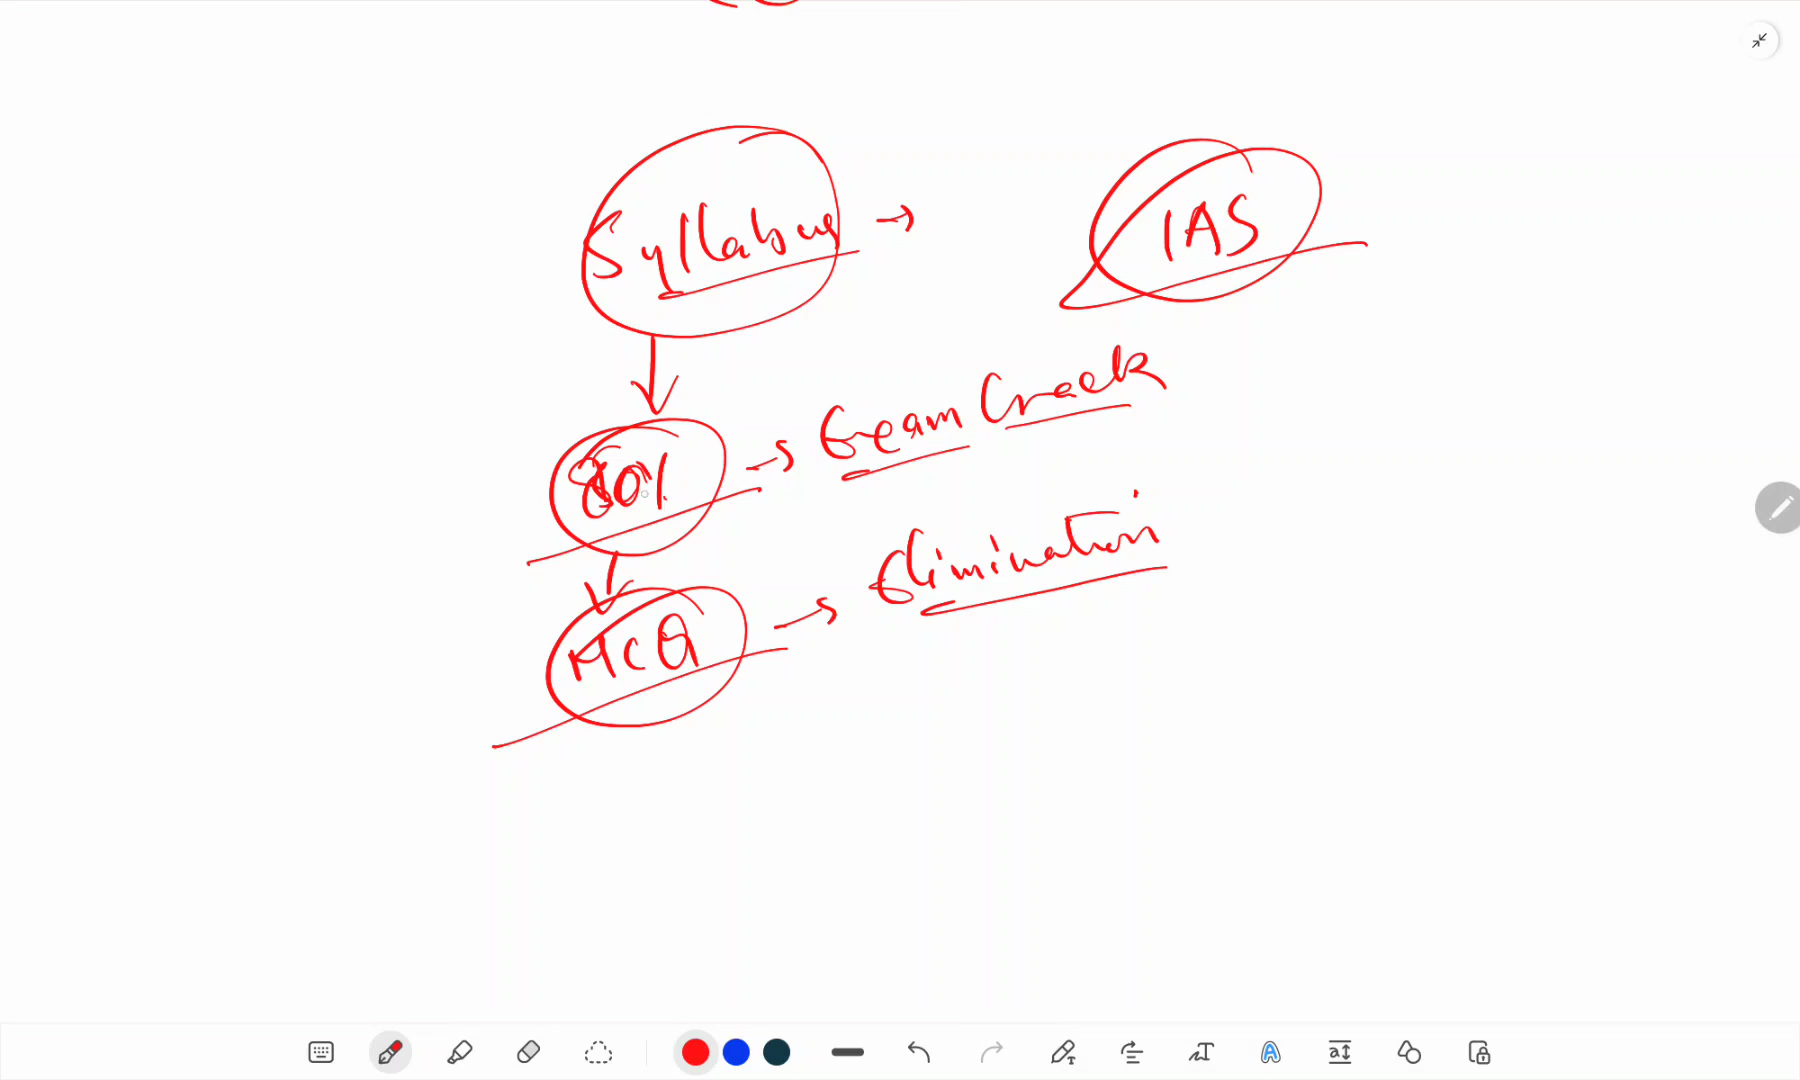 Syllabus → IAS
80% → Exam Crack
MCQ → Elimination